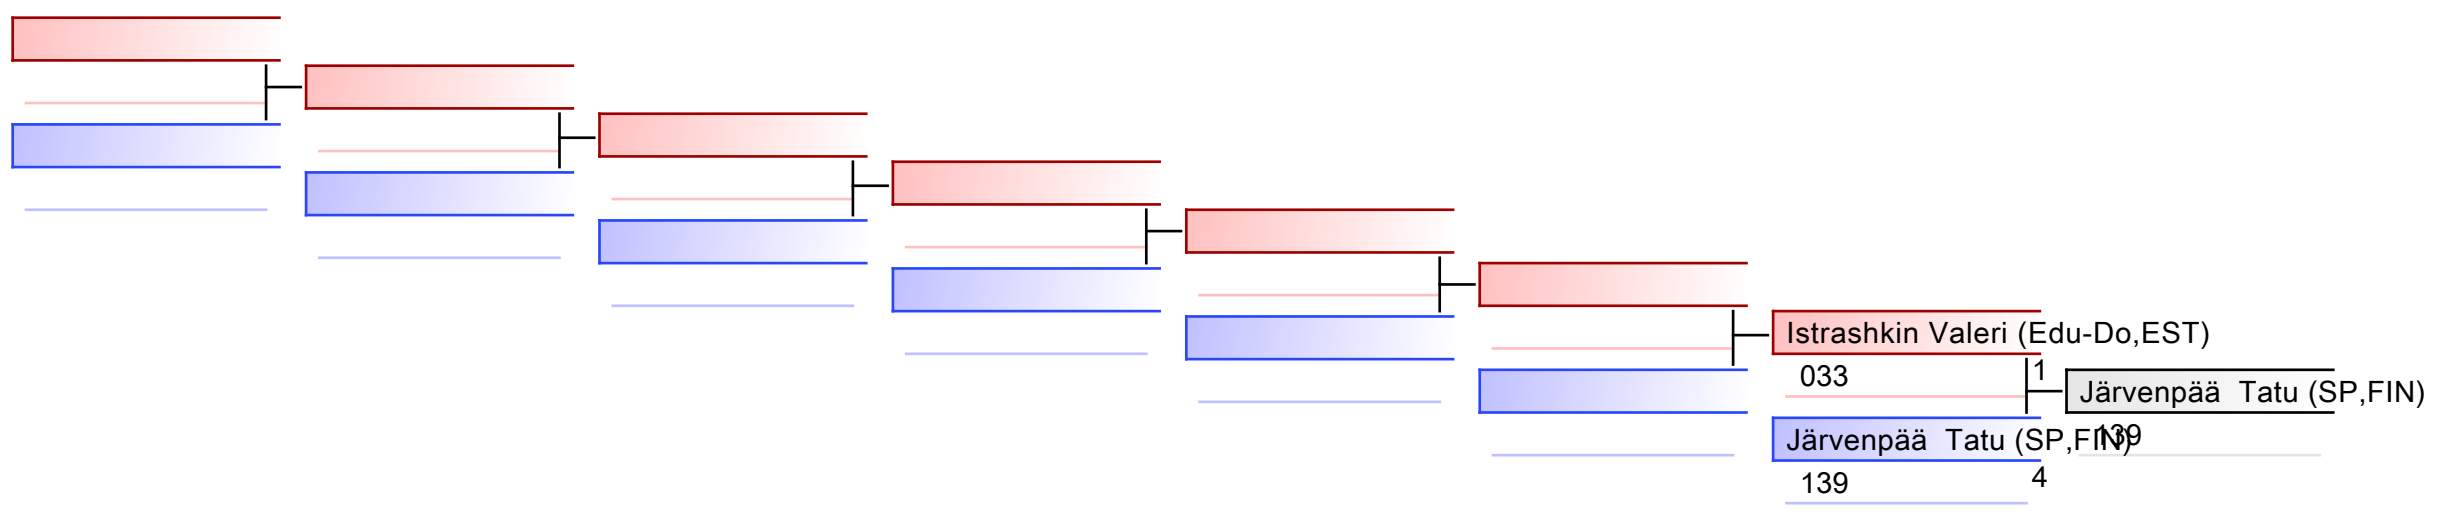 Istrashkin Valeri (Edu-Do,EST)
033
1
Järvenpää  Tatu (SP,FIN)
139
Järvenpää  Tatu (SP,FIN)
139
4